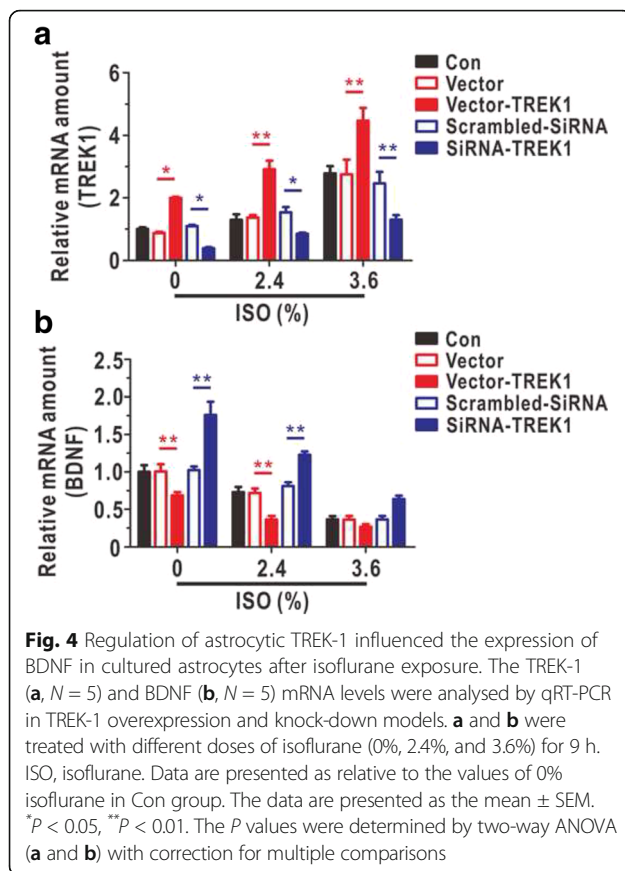 a
Relative mRNA amount
(TREK1)
6
4
2
0
* * ** * ** **
Con
Vector
Vector-TREK1
Scrambled-SiRNA
SiRNA-TREK1
0 2.4 3.6
ISO (%)
b
Relative mRNA amount
(BDNF)
2.5
2.0
1.5
1.0
0.5
0
** ** ** **
Con
Vector
Vector-TREK1
Scrambled-SiRNA
SiRNA-TREK1
0 2.4 3.6
ISO (%)
Fig. 4 Regulation of astrocytic TREK-1 influenced the expression of
BDNF in cultured astrocytes after isoflurane exposure. The TREK-1
(a, N = 5) and BDNF (b, N = 5) mRNA levels were analysed by qRT-PCR
in TREK-1 overexpression and knock-down models. a and b were
treated with different doses of isoflurane (0%, 2.4%, and 3.6%) for 9 h.
ISO, isoflurane. Data are presented as relative to the values of 0%
isoflurane in Con group. The data are presented as the mean ± SEM.
*P < 0.05, **P < 0.01. The P values were determined by two-way ANOVA
(a and b) with correction for multiple comparisons